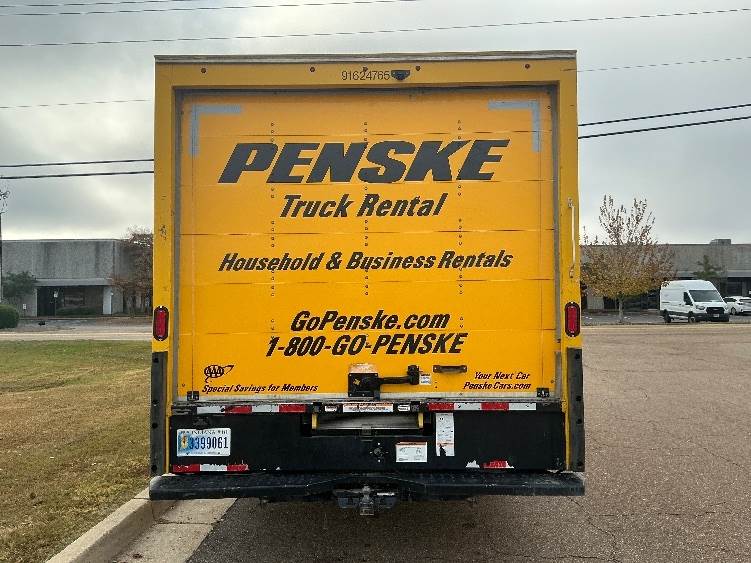 91624765
PENSKE
Truck Rental
Household & Business Rentals
GoPenske.com
1-800-GO-PENSKE
AAA
Special Savings for Members
Your Next Car
PenskeCars.com
INDIANA
3399061